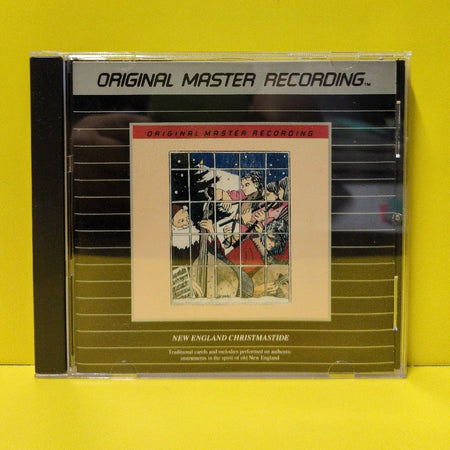 ORIGINAL MASTER RECORDING™
ORIGINAL MASTER RECORDING
NEW ENGLAND CHRISTMASTIDE
Traditional carols and melodies performed on authentic
instruments in the spirit of old New England